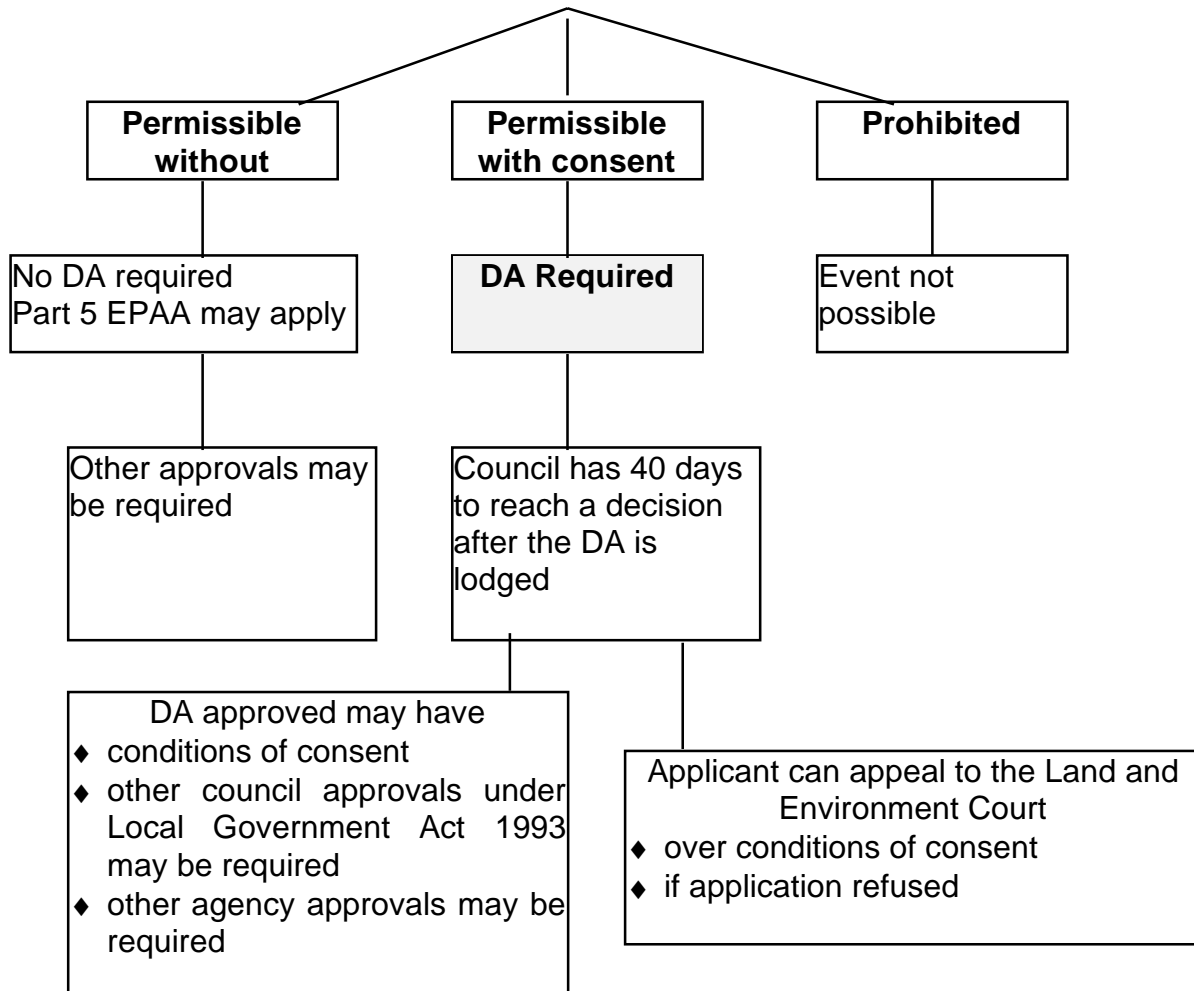 Permissible
without
Permissible
with consent
Prohibited
No DA required
Part 5 EPAA may apply
DA Required
Event not
possible
Other approvals may
be required
Council has 40 days
to reach a decision
after the DA is
lodged
DA approved may have
♦ conditions of consent
♦ other council approvals under
Local Government Act 1993
may be required
♦ other agency approvals may be
required
Applicant can appeal to the Land and
Environment Court
♦ over conditions of consent
♦ if application refused